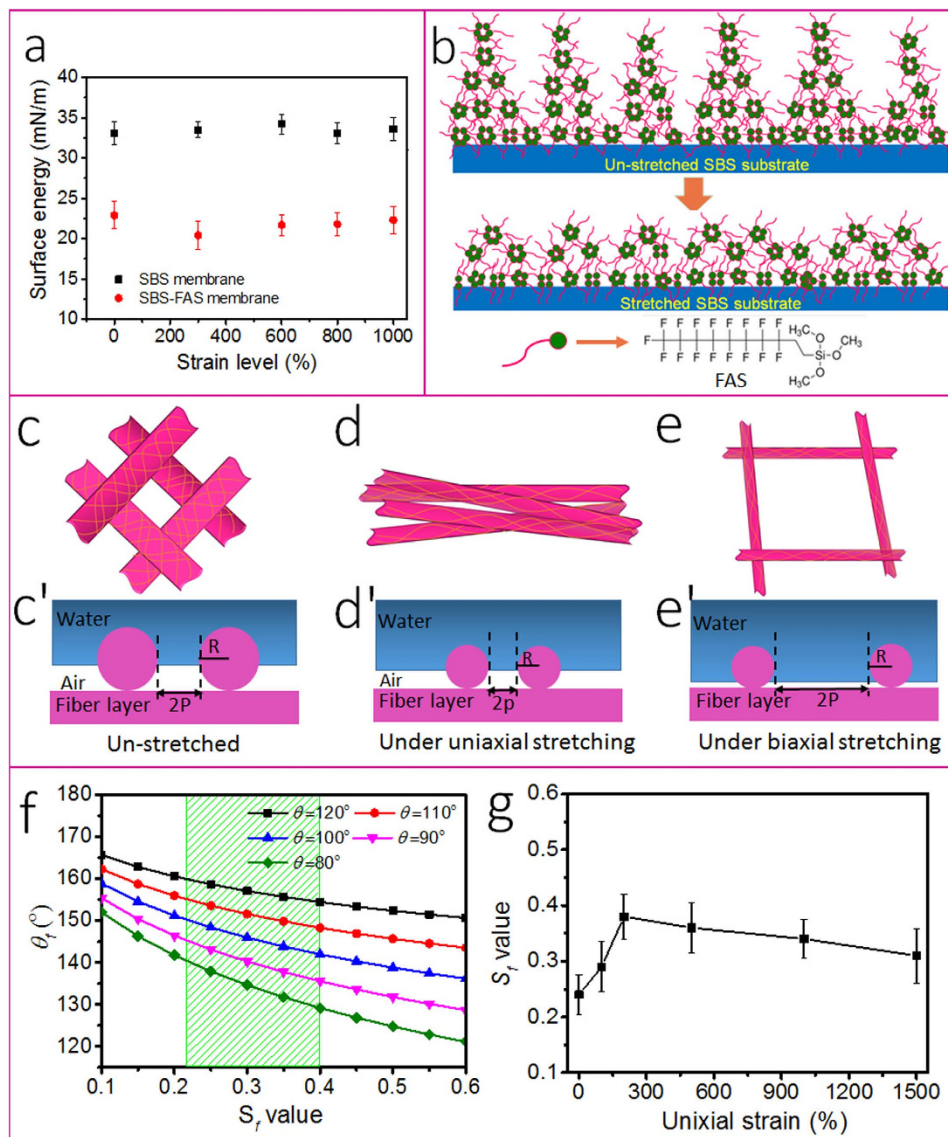 a
Surface energy (mN/m)
40
35
30
25
20
15
10
SBS membrane
SBS-FAS membrane
0 200 400 600 800 1000
Strain level (%)
b
Un-stretched SBS substrate
Stretched SBS substrate
F F F F F F F F
F
F F F F F F F F
H₃C
O
O
CH₃
Si
O
H₃C
FAS
c
d
e
c'
Water
R
Air
Fiber layer
2P
Un-stretched
d'
Water
R
Air
Fiber layer
2p
Under uniaxial stretching
e'
Water
R
Air
Fiber layer
2P
Under biaxial stretching
f
θf (°)
180
170
160
150
140
130
120
θ=120° θ=110°
θ=100° θ=90°
θ=80°
0.1 0.2 0.3 0.4 0.5 0.6
Sf value
g
Sf value
0.6
0.5
0.4
0.3
0.2
0.1
0 300 600 900 1200 1500
Unixial strain (%)